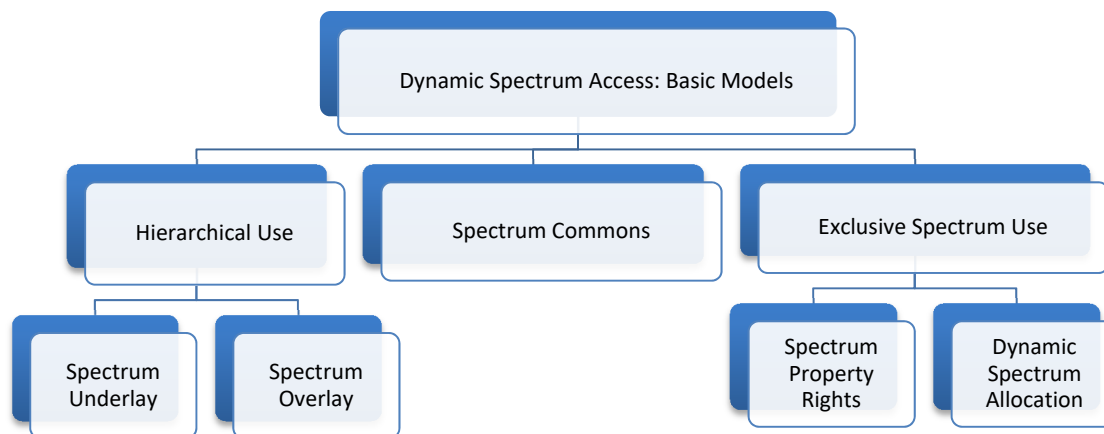 Dynamic Spectrum Access: Basic Models
Hierarchical Use
Spectrum Commons
Exclusive Spectrum Use
Spectrum
Underlay
Spectrum
Overlay
Spectrum
Property
Rights
Dynamic
Spectrum
Allocation